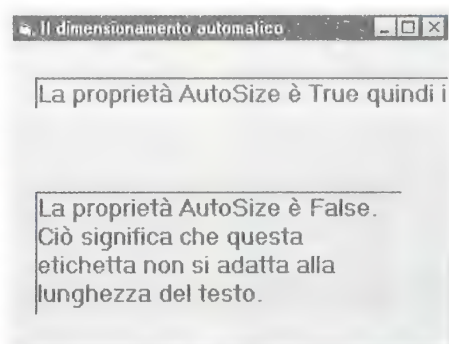 Il dimensionamento automatico
La proprietà AutoSize è True quindi i
La proprietà AutoSize è False.
Ciò significa che questa
etichetta non si adatta alla
lunghezza del testo.